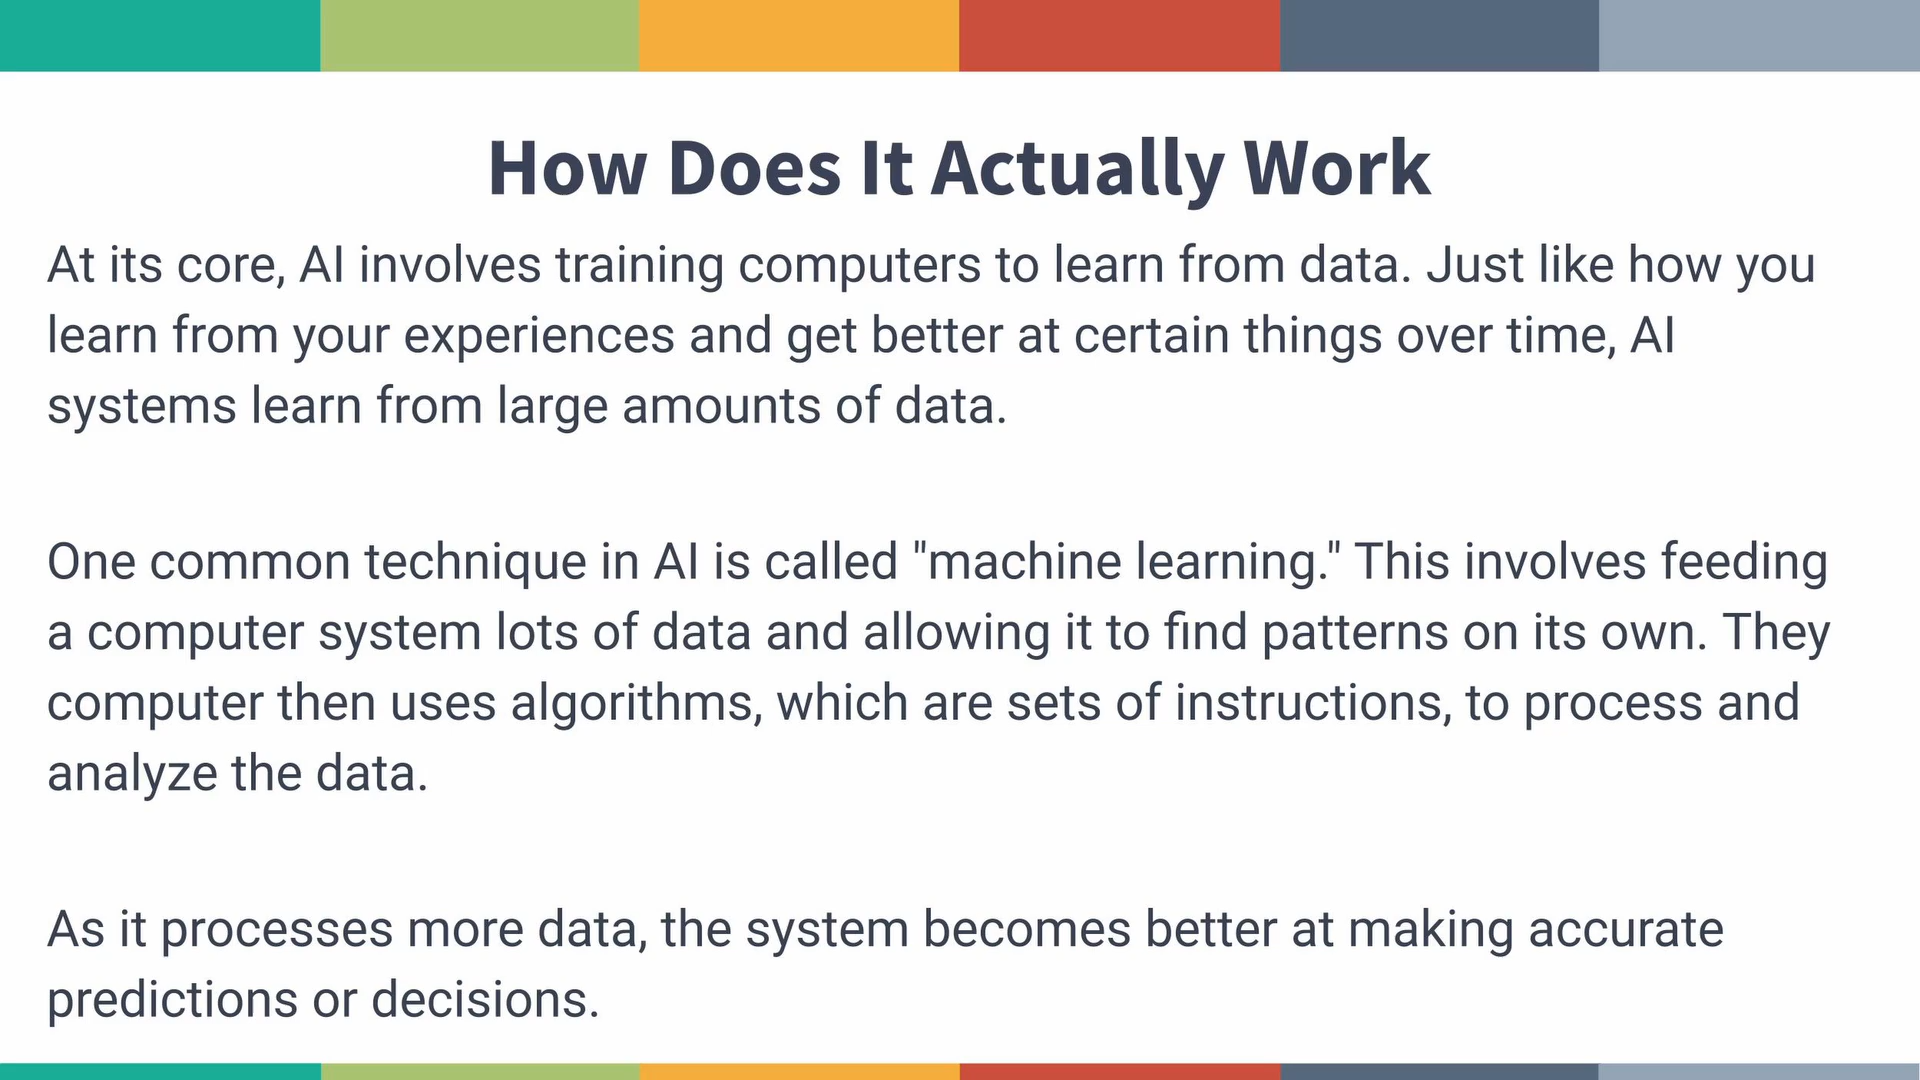 How Does It Actually Work
At its core, AI involves training computers to learn from data. Just like how you
learn from your experiences and get better at certain things over time, AI
systems learn from large amounts of data.
One common technique in AI is called "machine learning." This involves feeding
a computer system lots of data and allowing it to find patterns on its own. They
computer then uses algorithms, which are sets of instructions, to process and
analyze the data.
As it processes more data, the system becomes better at making accurate
predictions or decisions.